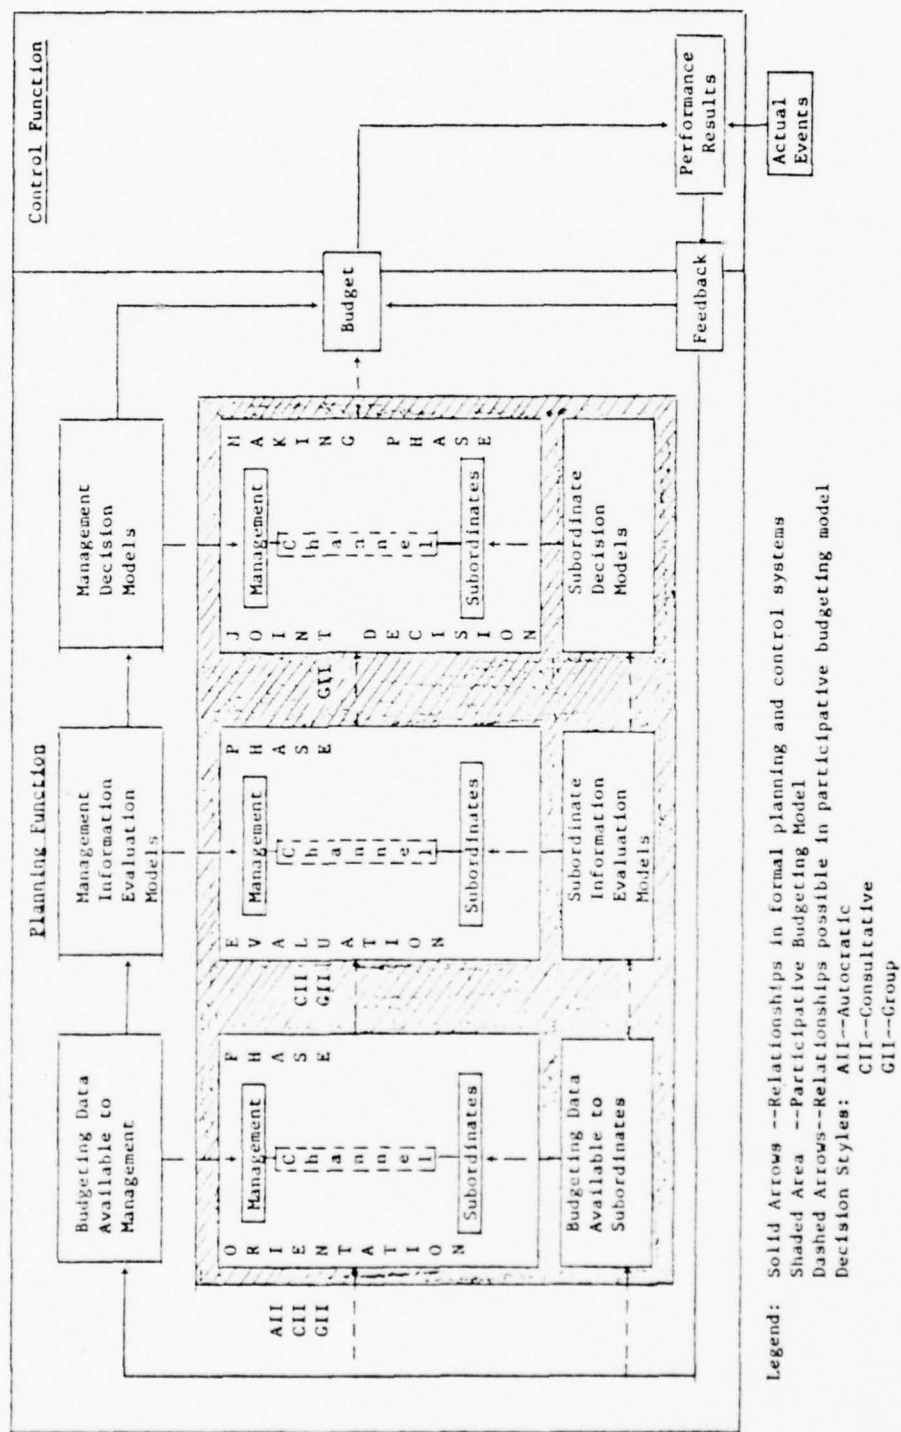 Planning Function
Control Function
Budgeting Data
Available to
Management
Management
Information
Evaluation
Models
Management
Decision
Models
AII
CII
GII
ORIENTATION
FHASE
Management
Channel
Subordinates
CII
GII
EVALUATION
PHASE
Management
Channel
Subordinates
GII
JOINT DECISION
MAKING PHASE
Management
Channel
Subordinates
Budget
Budgeting Data
Available to
Subordinates
Subordinate
Information
Evaluation
Models
Subordinate
Decision
Models
Feedback
Performance
Results
Actual
Events
Legend: Solid Arrows --Relationships in formal planning and control systems
Shaded Area --Participative Budgeting Model
Dashed Arrows--Relationships possible in participative budgeting model
Decision Styles: AII--Autocratic
CII--Consultative
GII--Group